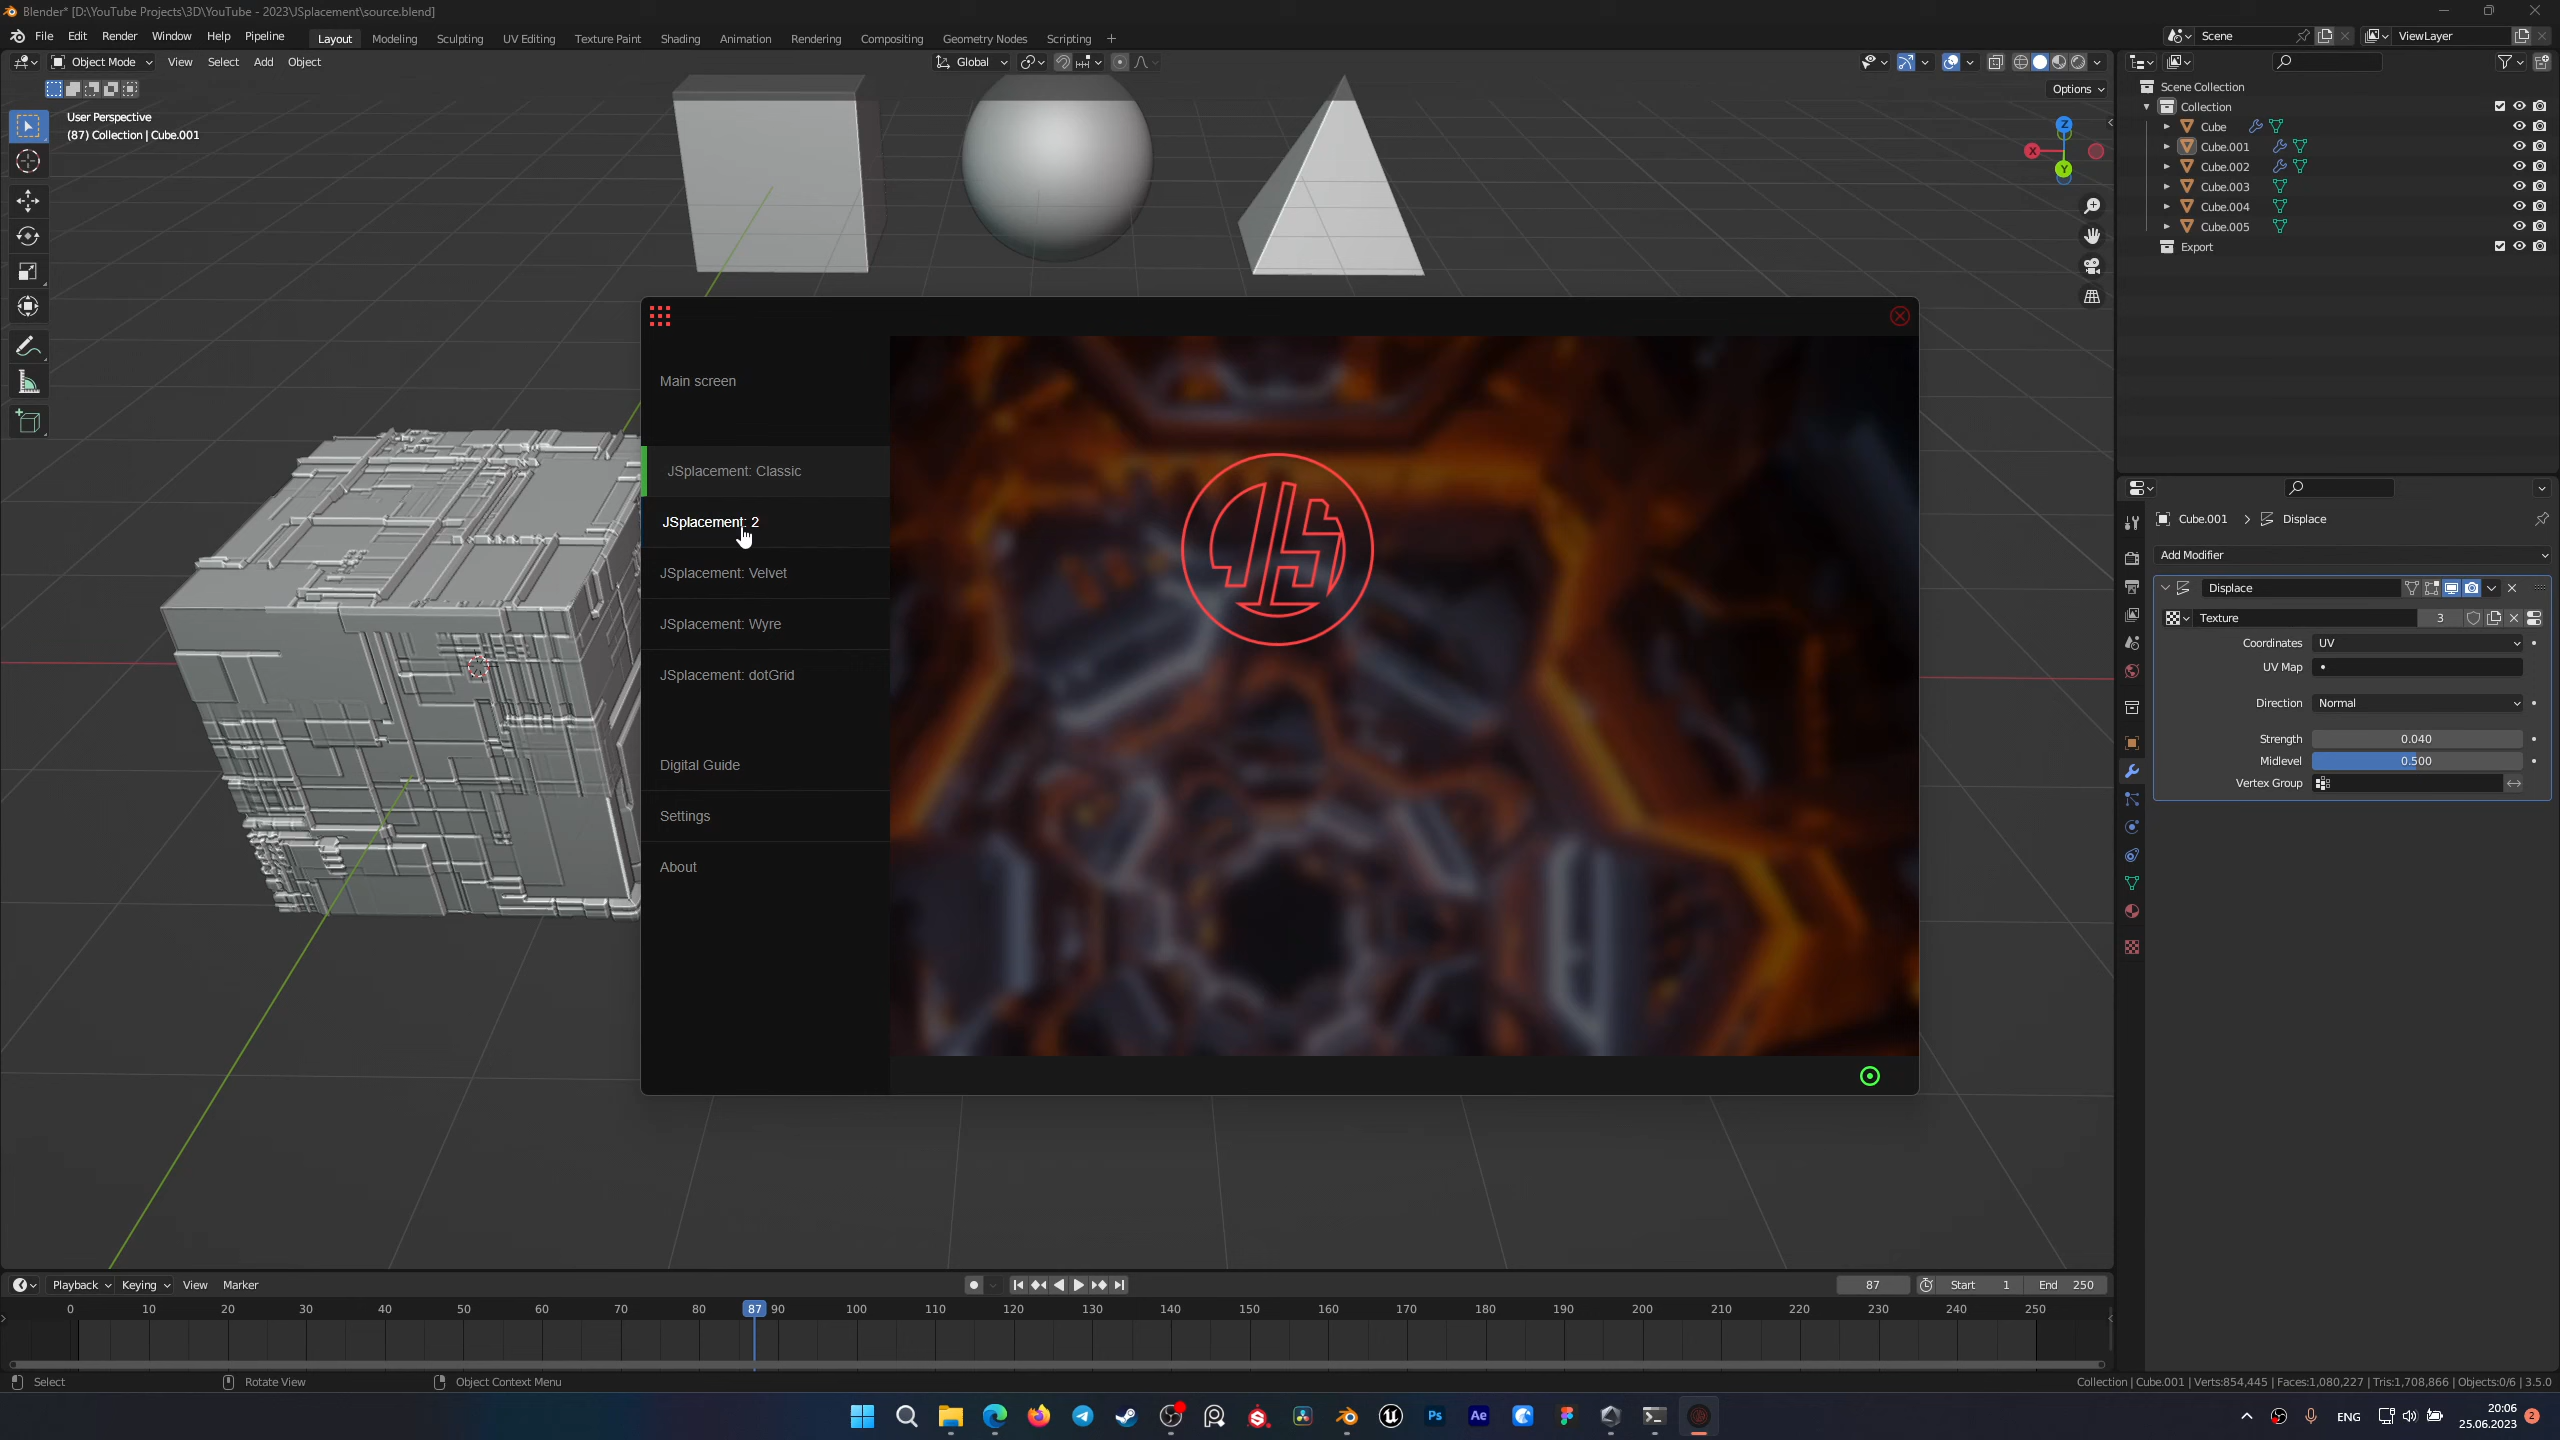 Blender* [D:\YouTube Projects\3D\YouTube - 2023\JSplacement\source.blend]
File Edit Render Window Help Pipeline Layout Modeling Sculpting UV Editing Texture Paint Shading Animation Rendering Compositing Geometry Nodes Scripting + Scene ViewLayer
Object Mode View Select Add Object Global
Options
User Perspective
(87) Collection | Cube.001
Z
X
Y
Scene Collection
Collection
Cube
Cube.001
Cube.002
Cube.003
Cube.004
Cube.005
Export
Main screen
JSplacement: Classic
JSplacement: 2
JSplacement: Velvet
JSplacement: Wyre
JSplacement: dotGrid
Digital Guide
Settings
About
JS
Cube.001 > Displace
Add Modifier
Displace
Texture 3
Coordinates UV
UV Map
Direction Normal
Strength 0.040
Midlevel 0.500
Vertex Group
Playback Keying View Marker 87 Start 1 End 250
0 10 20 30 40 50 60 70 80 87 90 100 110 120 130 140 150 160 170 180 190 200 210 220 230 240 250
Select Rotate View Object Context Menu Collection | Cube.001 | Verts:854,445 | Faces:1,080,227 | Tris:1,708,866 | Objects:0/6 | 3.5.0
Ps Ae
ENG
20:06
25.06.2023
2